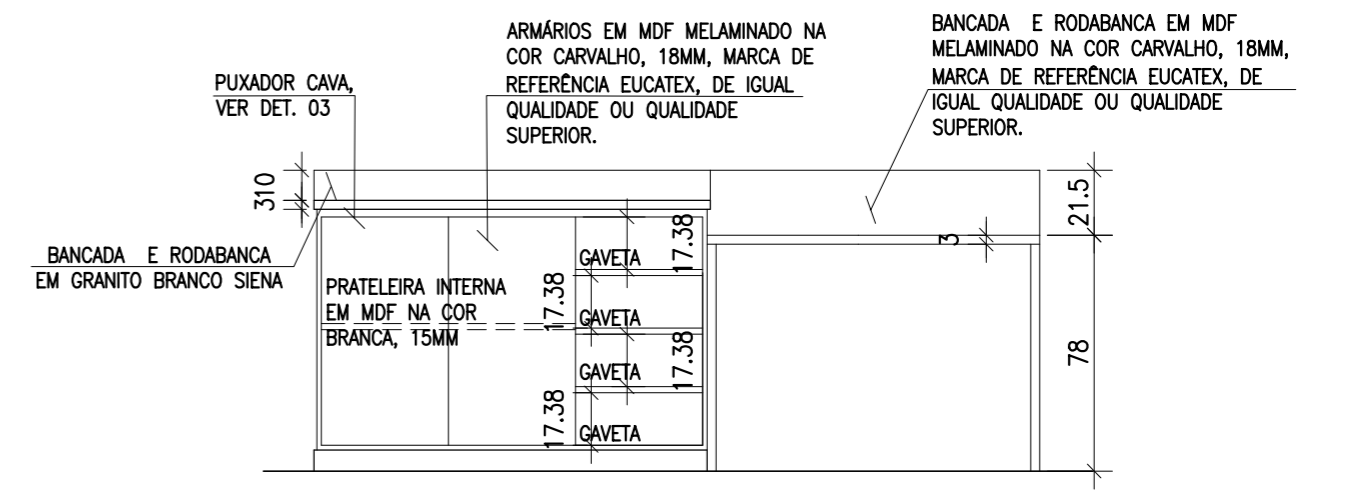 ARMÁRIOS EM MDF MELAMINADO NA
COR CARVALHO, 18MM, MARCA DE
REFERÊNCIA EUCATEX, DE IGUAL
QUALIDADE OU QUALIDADE
SUPERIOR.
BANCADA E RODABANCA EM MDF
MELAMINADO NA COR CARVALHO, 18MM,
MARCA DE REFERÊNCIA EUCATEX, DE
IGUAL QUALIDADE OU QUALIDADE
SUPERIOR.
PUXADOR CAVA,
VER DET. 03
310
21.5
BANCADA E RODABANCA
EM GRANITO BRANCO SIENA
PRATELEIRA INTERNA
EM MDF NA COR
BRANCA, 15MM
GAVETA
GAVETA
GAVETA
GAVETA
17.38
17.38
17.38
17.38
3
78